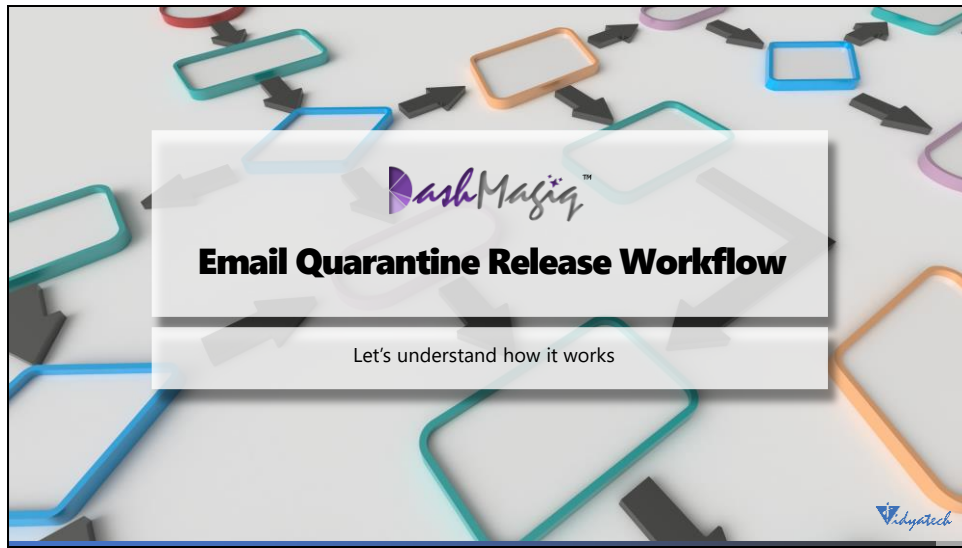 DashMagiq™
Email Quarantine Release Workflow
Let's understand how it works
Vidyatech